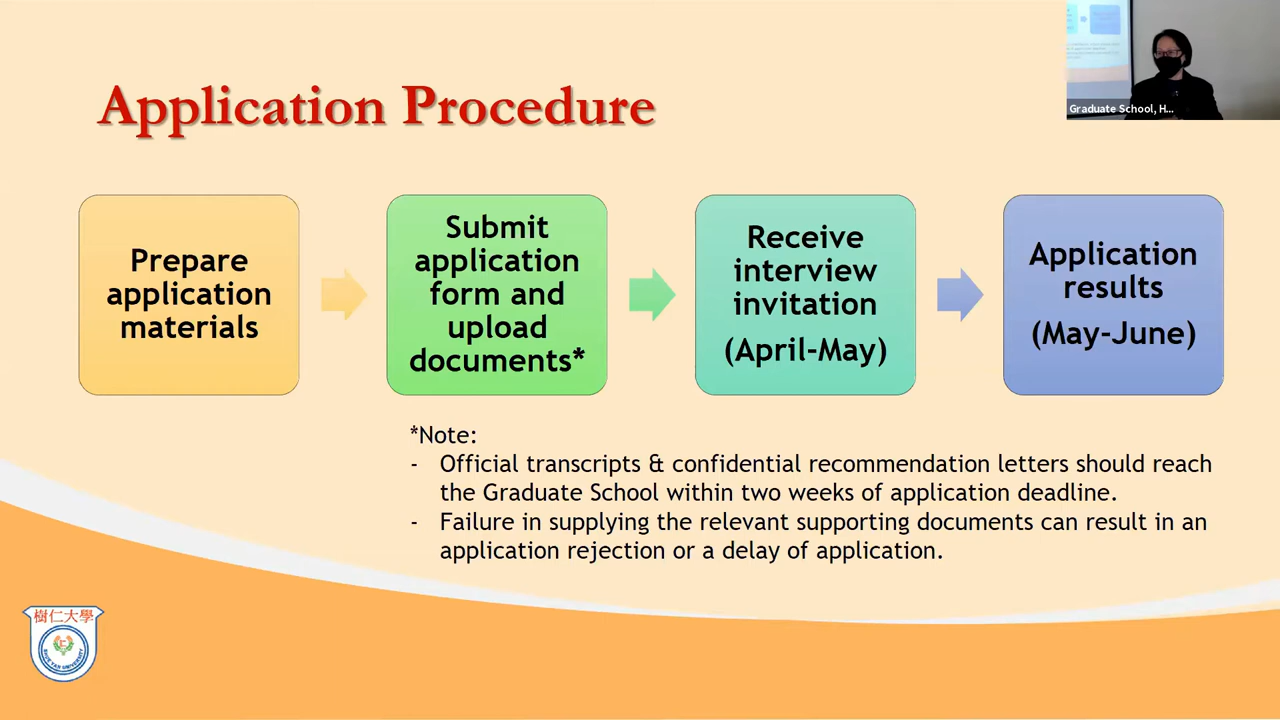 Application Procedure
Graduate School, H...
Prepare
application
materials
Submit
application
form and
upload
documents*
Receive
interview
invitation
(April-May)
Application
results
(May-June)
*Note:
- Official transcripts & confidential recommendation letters should reach
the Graduate School within two weeks of application deadline.
- Failure in supplying the relevant supporting documents can result in an
application rejection or a delay of application.
樹仁大學
SHUE YAN UNIVERSITY